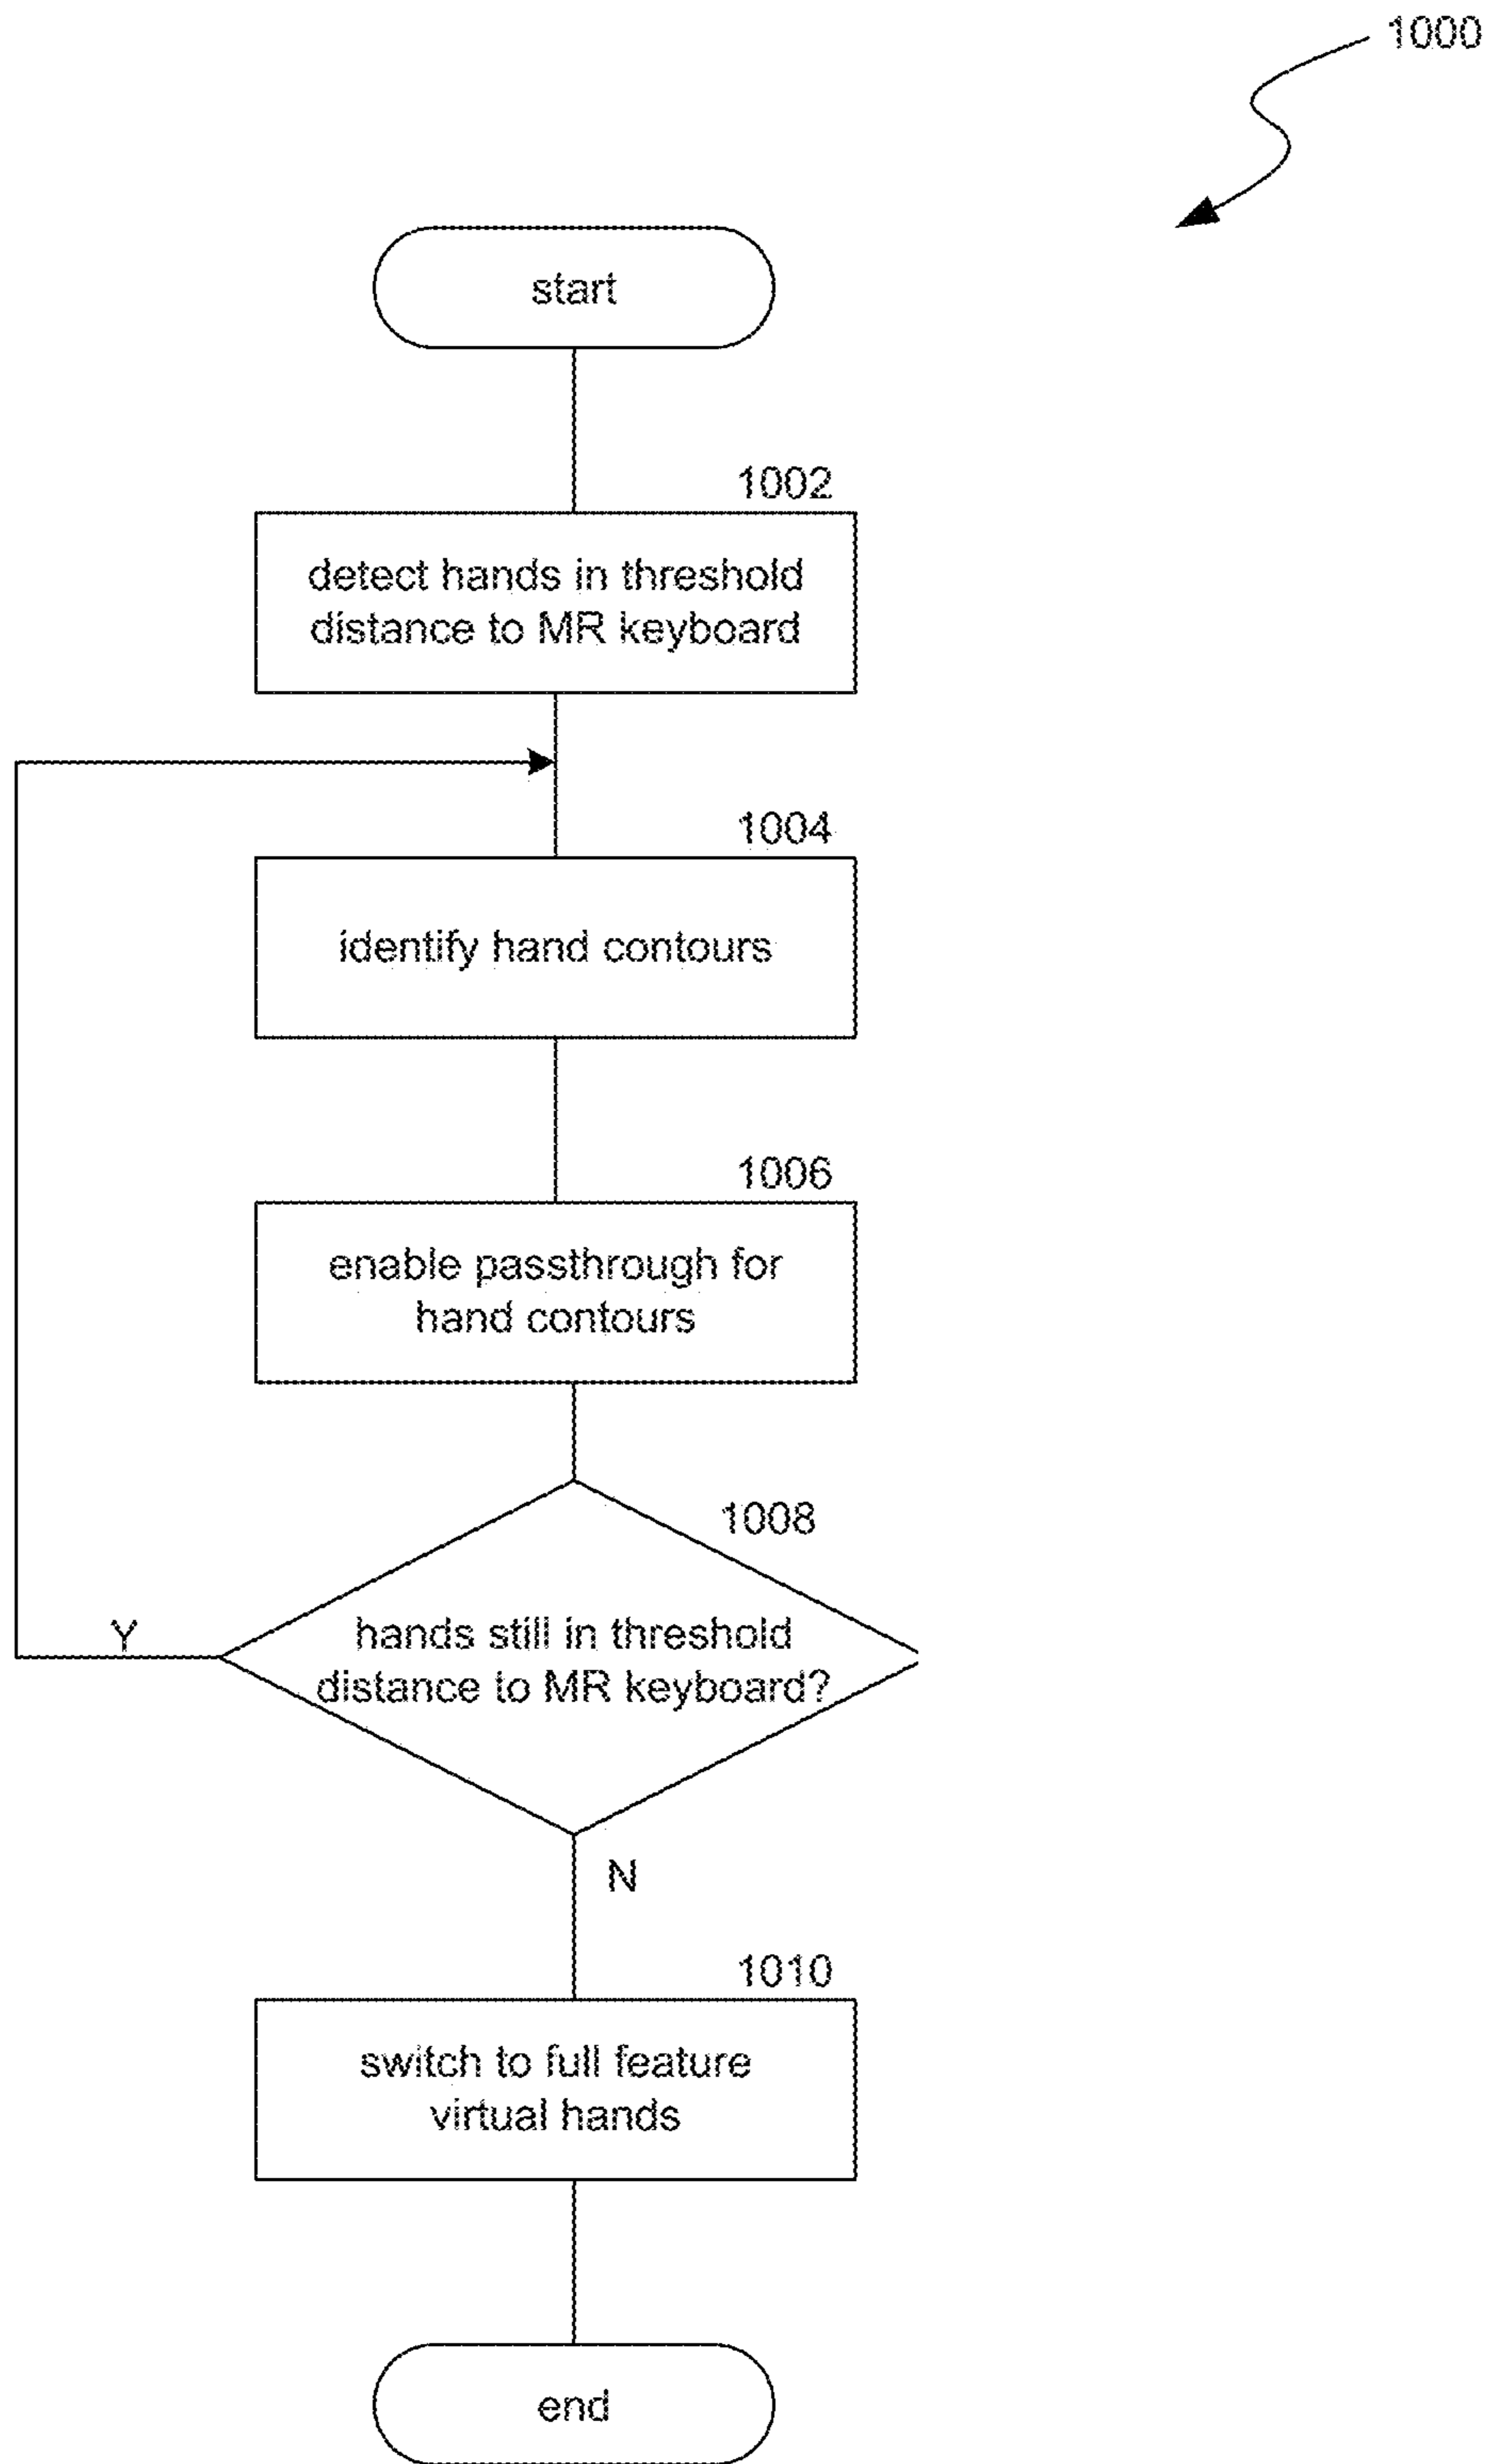 1000
start
1002
detect hands in threshold
distance to MR keyboard
1004
identify hand contours
1006
enable passthrough for
hand contours
1008
hands still in threshold
distance to MR keyboard?
Y
N
1010
switch to full feature
virtual hands
end